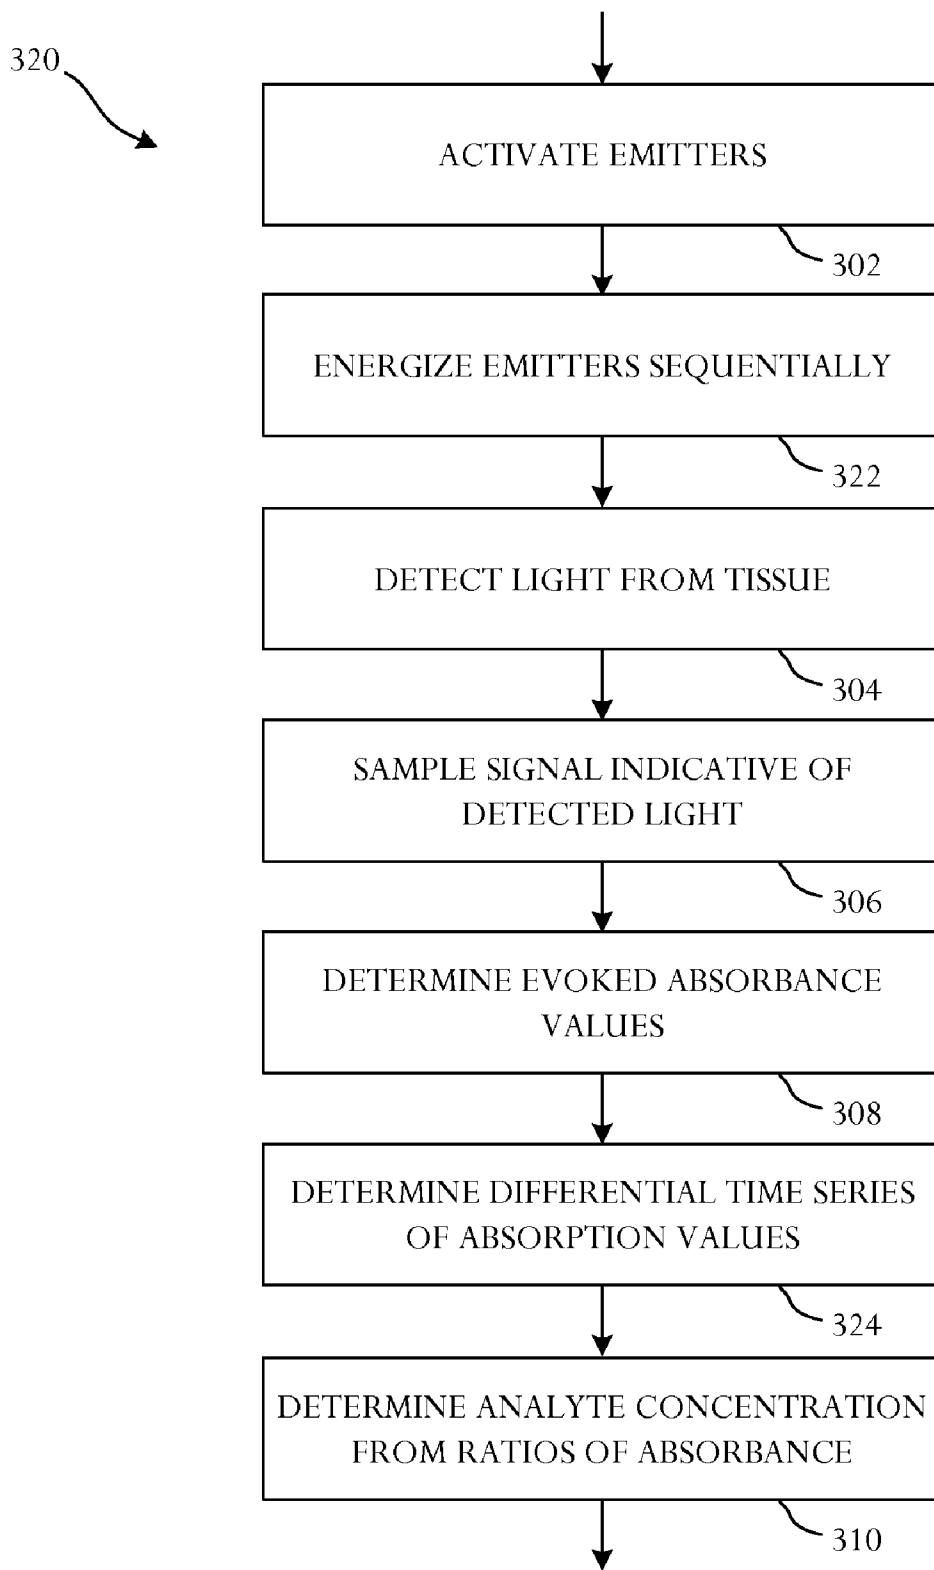 320
ACTIVATE EMITTERS
302
ENERGIZE EMITTERS SEQUENTIALLY
322
DETECT LIGHT FROM TISSUE
304
SAMPLE SIGNAL INDICATIVE OF
DETECTED LIGHT
306
DETERMINE EVOKED ABSORBANCE
VALUES
308
DETERMINE DIFFERENTIAL TIME SERIES
OF ABSORPTION VALUES
324
DETERMINE ANALYTE CONCENTRATION
FROM RATIOS OF ABSORBANCE
310